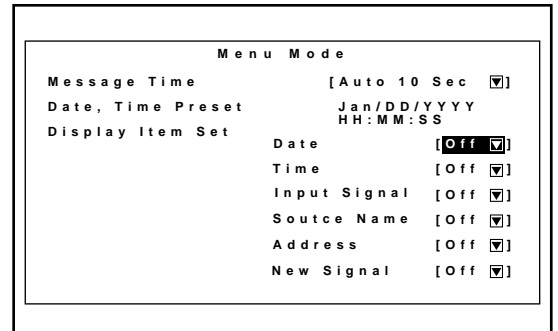 Menu Mode
Message Time [Auto 10 Sec ▼]
Date, Time Preset Jan/DD/YYYY
HH:MM:SS
Display Item Set
Date [Off ▼]
Time [Off ▼]
Input Signal [Off ▼]
Soutce Name [Off ▼]
Address [Off ▼]
New Signal [Off ▼]